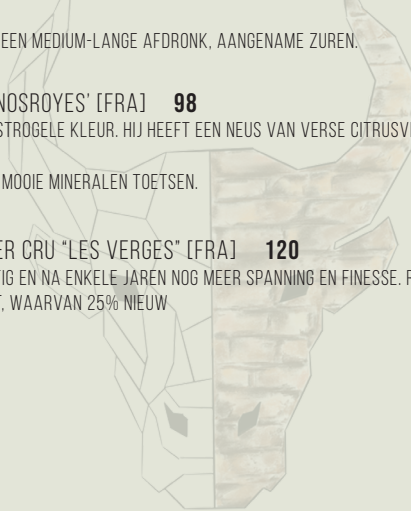 EEN MEDIUM-LANGE AFDRONK, AANGENAME ZUREN.
NOSROYES’ [FRA] 98
STROGELE KLEUR. HIJ HEEFT EEN NEUS VAN VERSE CITRUSV
MOOIE MINERALEN TOETSEN.
ER CRU “LES VERGES” [FRA] 120
TIG EN NA ENKELE JAREN NOG MEER SPANNING EN FINESSE.
, WAARVAN 25% NIEUW